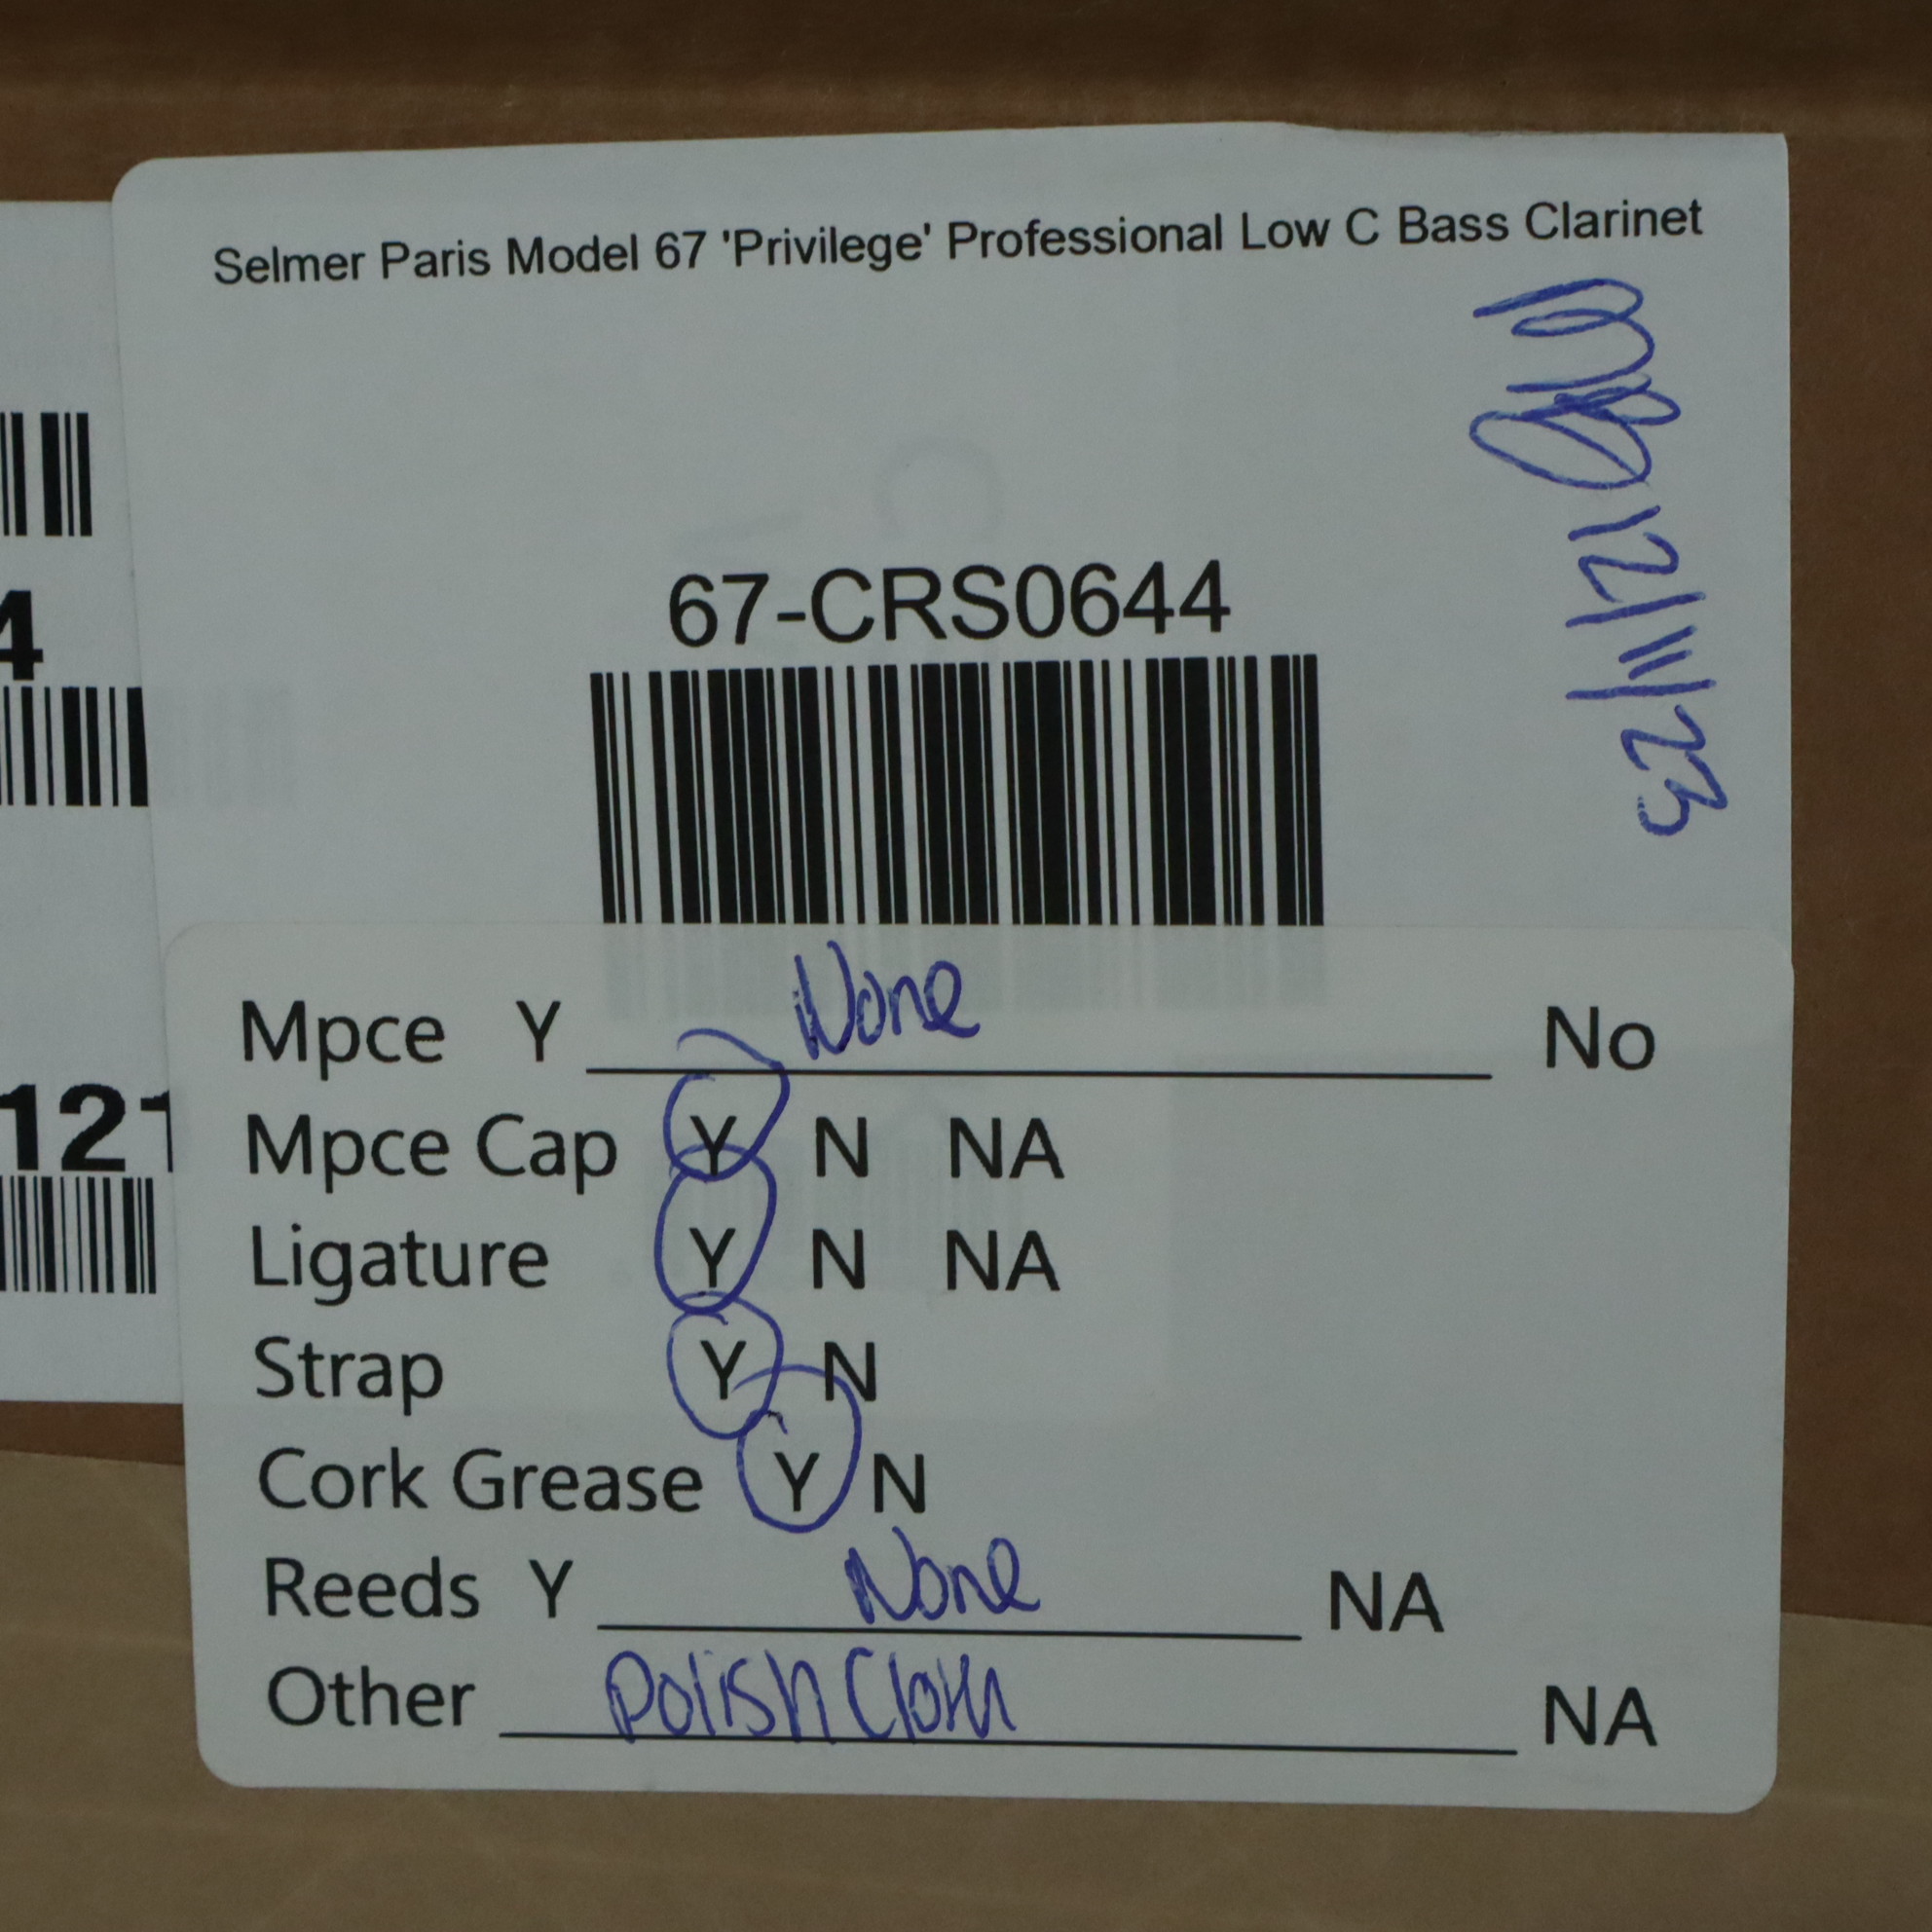 Selmer Paris Model 67 'Privilege' Professional Low C Bass Clarinet
MB 12/11/23
67-CRS0644
4
121
Mpce Y None No
Mpce Cap Y N NA
Ligature Y N NA
Strap Y N
Cork Grease Y N
Reeds Y None NA
Other Polish Cloth NA